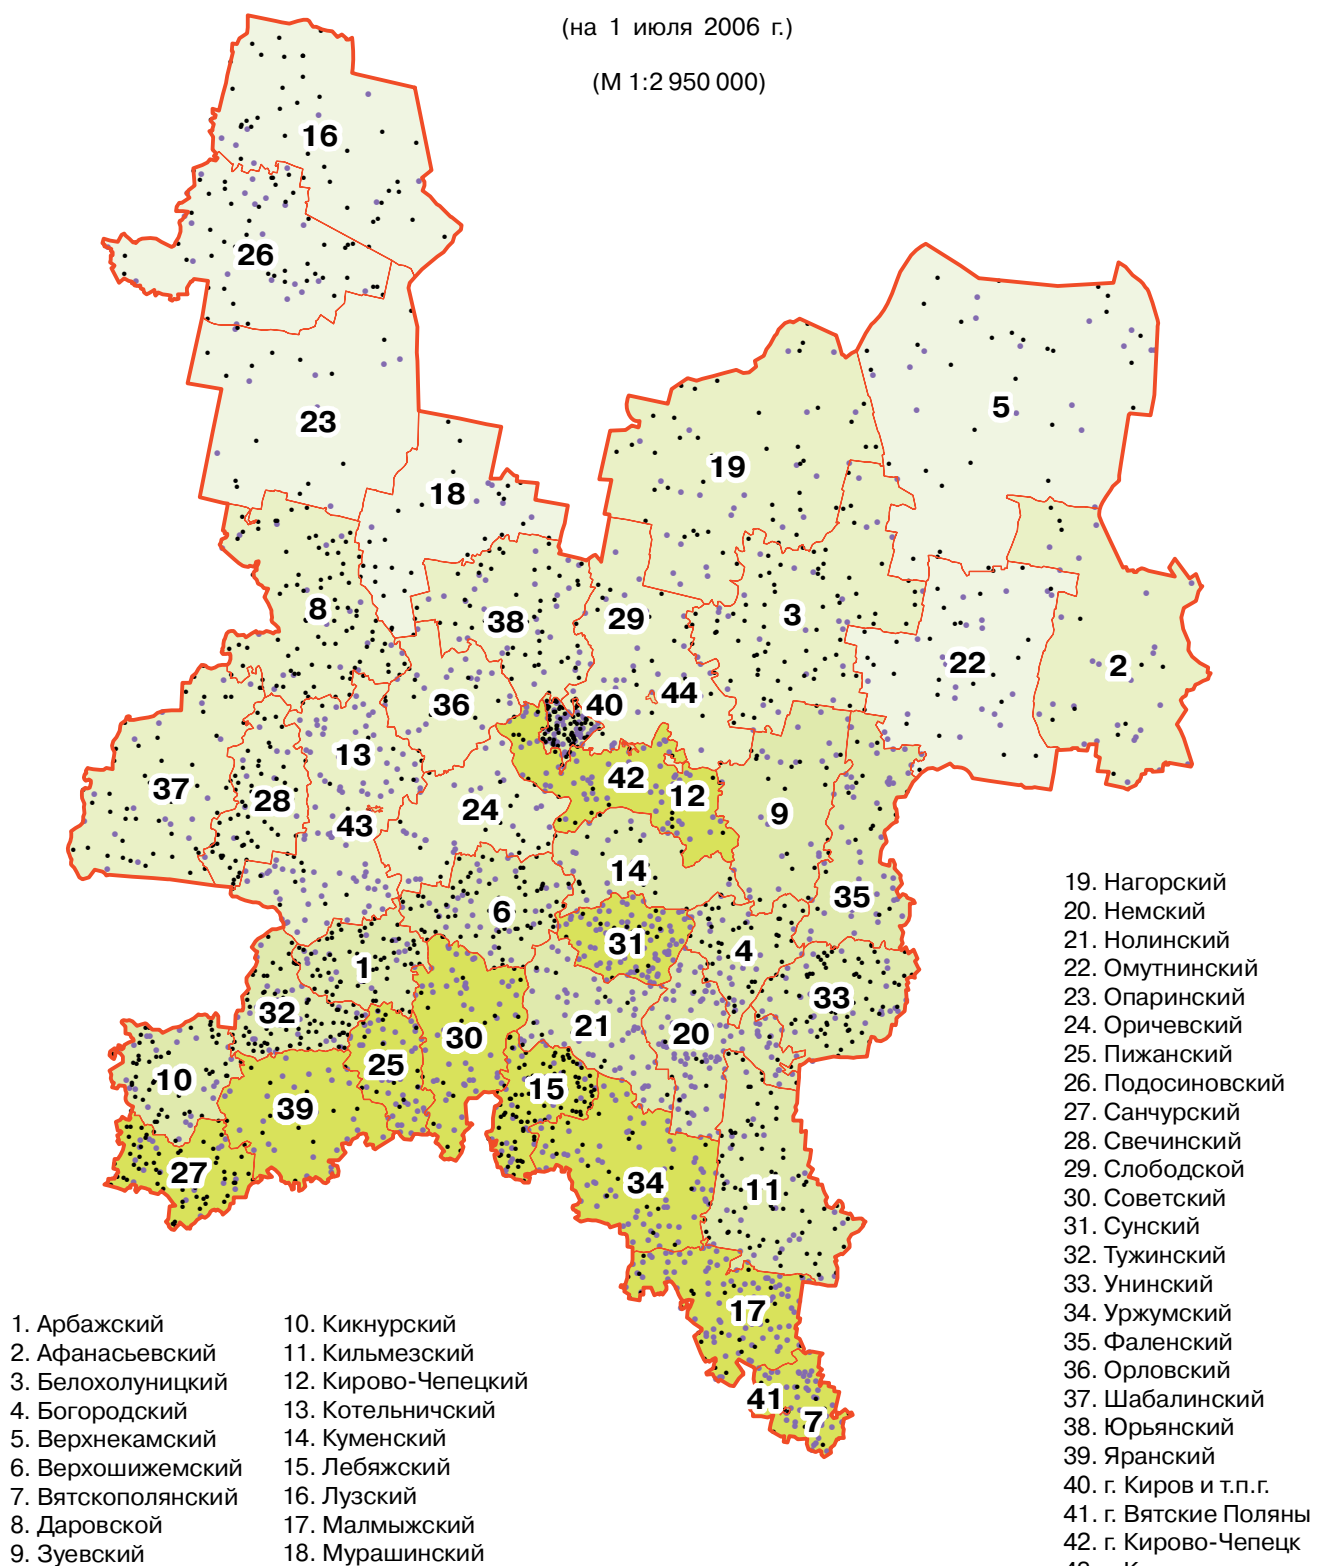 (на 1 июля 2006 г.)
(М 1:2 950 000)
16
26
5
23
19
18
8
38
29
3
22
2
36
40
44
13
37
28
42
12
24
9
43
14
35
6
31
4
1
33
32
21
20
30
25
10
15
39
27
34
11
17
41
7
1. Арбажский
2. Афанасьевский
3. Белохолуницкий
4. Богородский
5. Верхнекамский
6. Верхошижемский
7. Вятскополянский
8. Даровской
9. Зуевский
10. Кикнурский
11. Кильмезский
12. Кирово-Чепецкий
13. Котельничский
14. Куменский
15. Лебяжский
16. Лузский
17. Малмыжский
18. Мурашинский
19. Нагорский
20. Немский
21. Нолинский
22. Омутнинский
23. Опаринский
24. Оричевский
25. Пижанский
26. Подосиновский
27. Санчурский
28. Свечинский
29. Слободской
30. Советский
31. Сунский
32. Тужинский
33. Унинский
34. Уржумский
35. Фаленский
36. Орловский
37. Шабалинский
38. Юрьянский
39. Яранский
40. г. Киров и т.п.г.
41. г. Вятские Поляны
42. г. Кирово-Чепецк